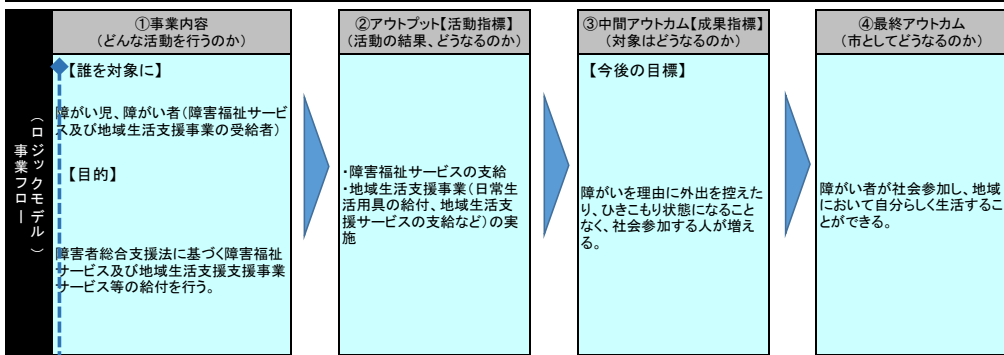 事業フロー
（ロジックモデル）
①事業内容
（どんな活動を行うのか）
【誰を対象に】
障がい児、障がい者（障害福祉サービ
ス及び地域生活支援事業の受給者）
【目的】
障害者総合支援法に基づく障害福祉
サービス及び地域生活支援支援事業
サービス等の給付を行う。
②アウトプット【活動指標】
（活動の結果、どうなるのか）
・障害福祉サービスの支給
・地域生活支援事業（日常生
活用具の給付、地域生活支
援サービスの支給など）の実
施
③中間アウトカム【成果指標】
（対象はどうなるのか）
【今後の目標】
障がいを理由に外出を控えた
り、ひきこもり状態になること
なく、社会参加する人が増え
る。
④最終アウトカム
（市としてどうなるのか）
障がい者が社会参加し、地域
において自分らしく生活するこ
とができる。